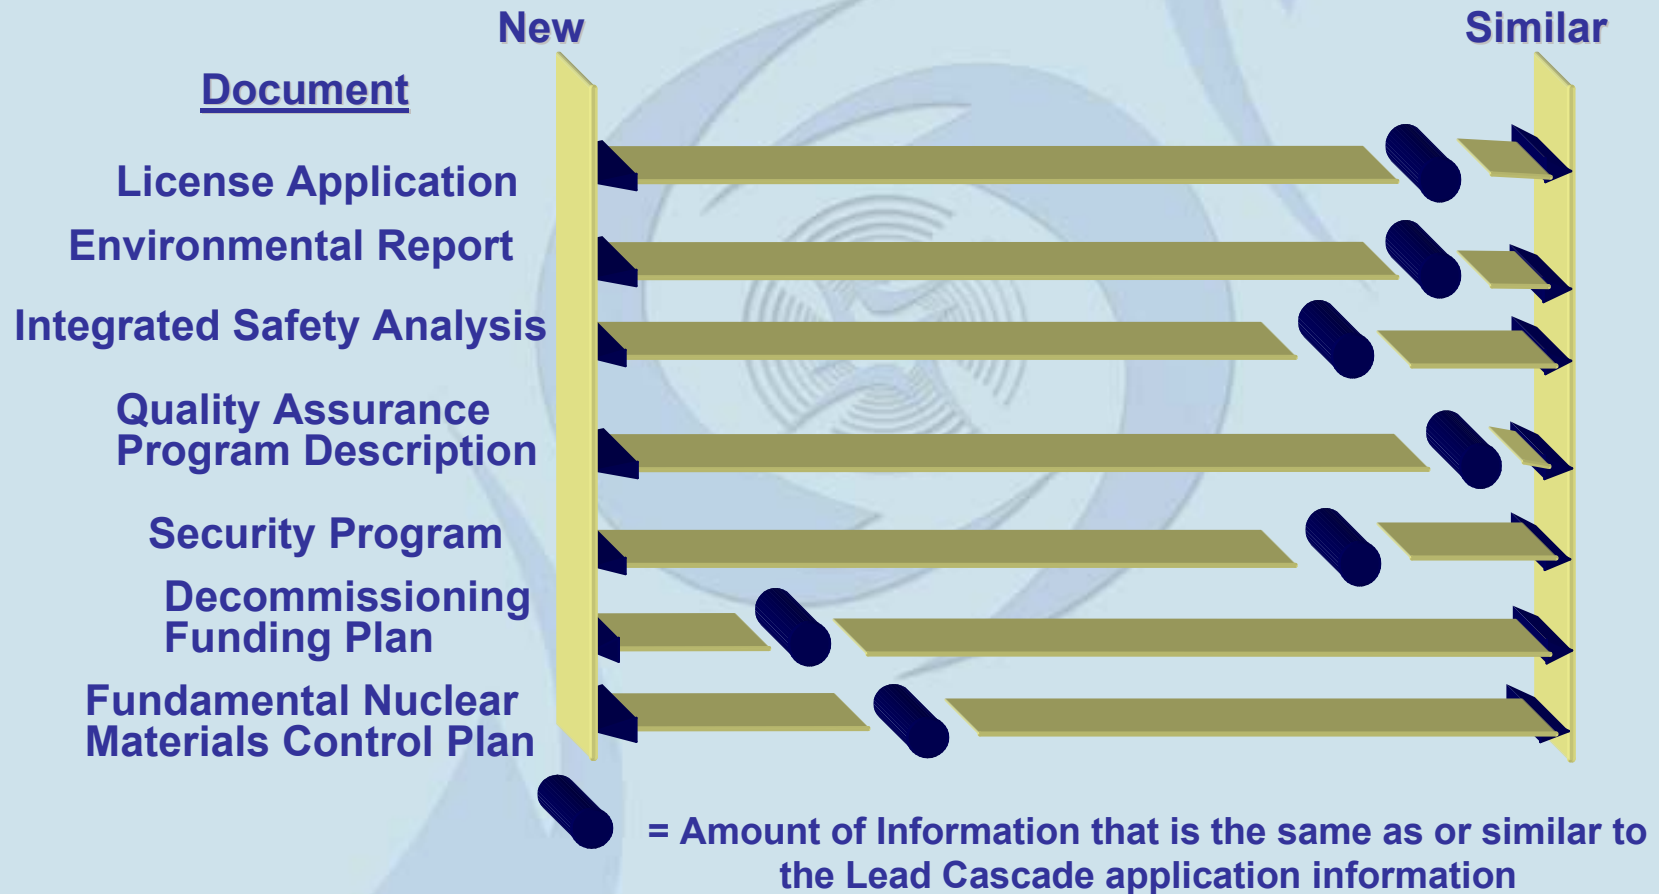 New
Similar
Document
License Application
Environmental Report
Integrated Safety Analysis
Quality Assurance
Program Description
Security Program
Decommissioning
Funding Plan
Fundamental Nuclear
Materials Control Plan
= Amount of Information that is the same as or similar to
the Lead Cascade application information